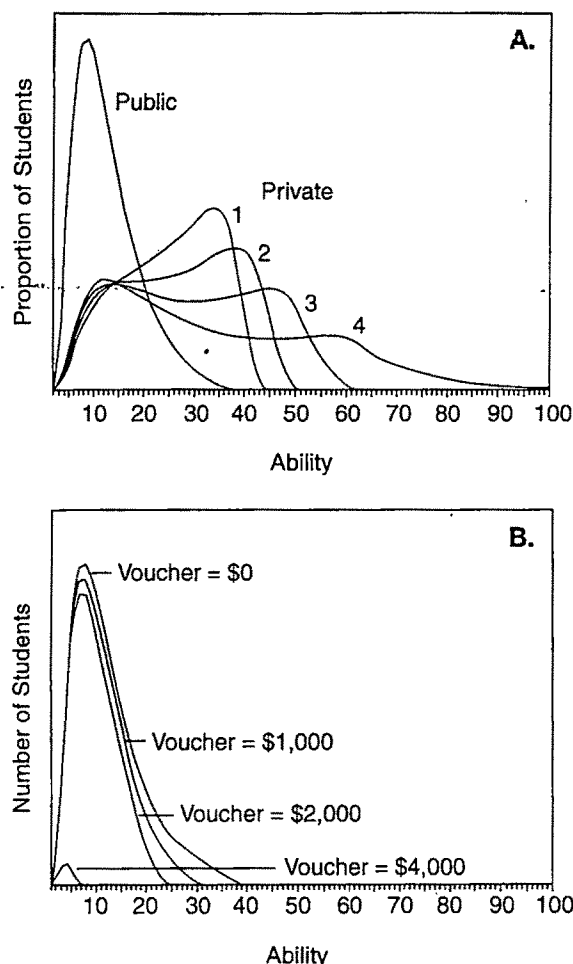 A.
Proportion of Students
Public
Private
1
2
3
4
10 20 30 40 50 60 70 80 90 100
Ability
B.
Number of Students
Voucher = $0
Voucher = $1,000
Voucher = $2,000
Voucher = $4,000
10 20 30 40 50 60 70 80 90 100
Ability